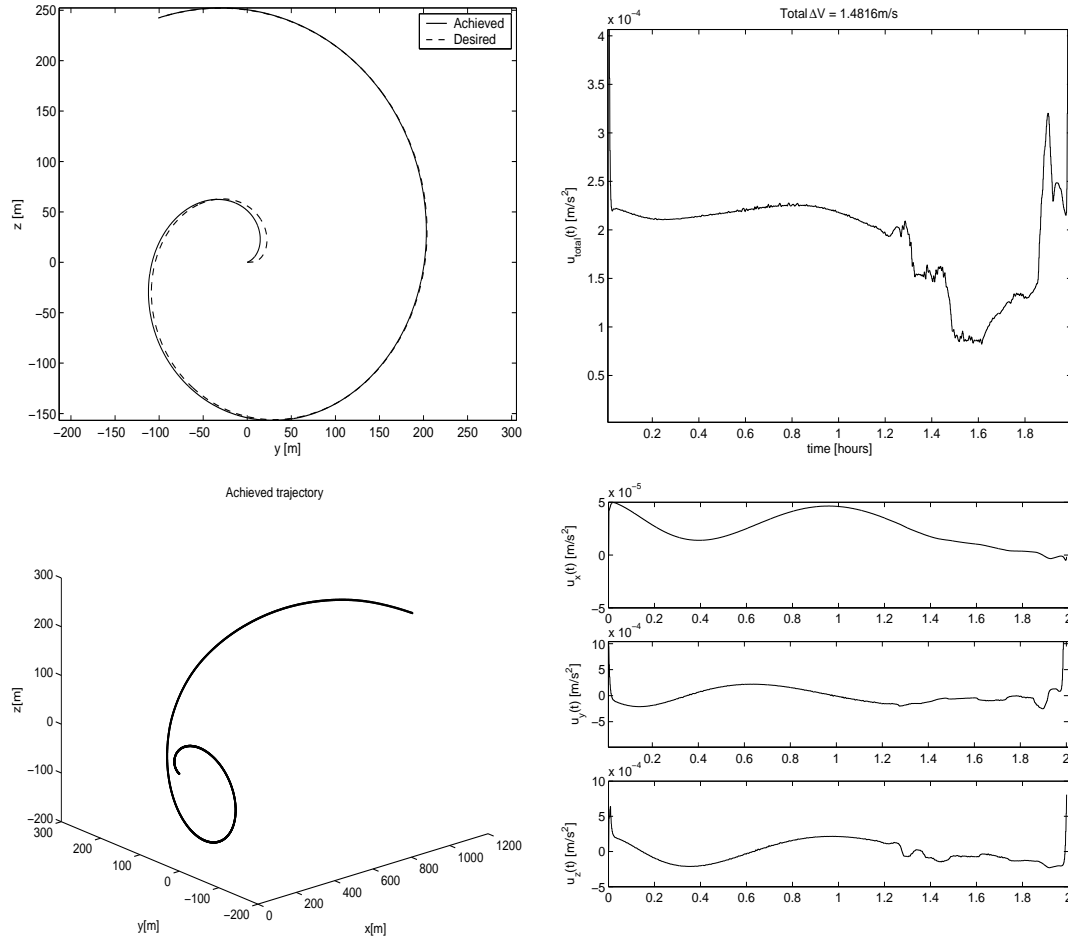 Achieved
Desired
250
200
150
100
50
0
−50
−100
−150
z [m]
−200 −150 −100 −50 0 50 100 150 200 250 300
y [m]
Total ΔV = 1.4816m/s
x 10⁻⁴
4
3.5
3
2.5
2
1.5
1
0.5
u_total(t) [m/s²]
0.2 0.4 0.6 0.8 1 1.2 1.4 1.6 1.8
time [hours]
Achieved trajectory
300
200
100
0
−100
−200
z[m]
300
200
100
0
−100
−200
y[m]
0
200
400
600
800
1000
1200
x[m]
x 10⁻⁵
5
0
−5
u_x(t) [m/s²]
0 0.2 0.4 0.6 0.8 1 1.2 1.4 1.6 1.8 2
x 10⁻⁴
10
5
0
−5
u_y(t) [m/s²]
0.2 0.4 0.6 0.8 1 1.2 1.4 1.6 1.8 2
x 10⁻⁴
10
5
0
−5
u_z(t) [m/s²]
0 0.2 0.4 0.6 0.8 1 1.2 1.4 1.6 1.8 2